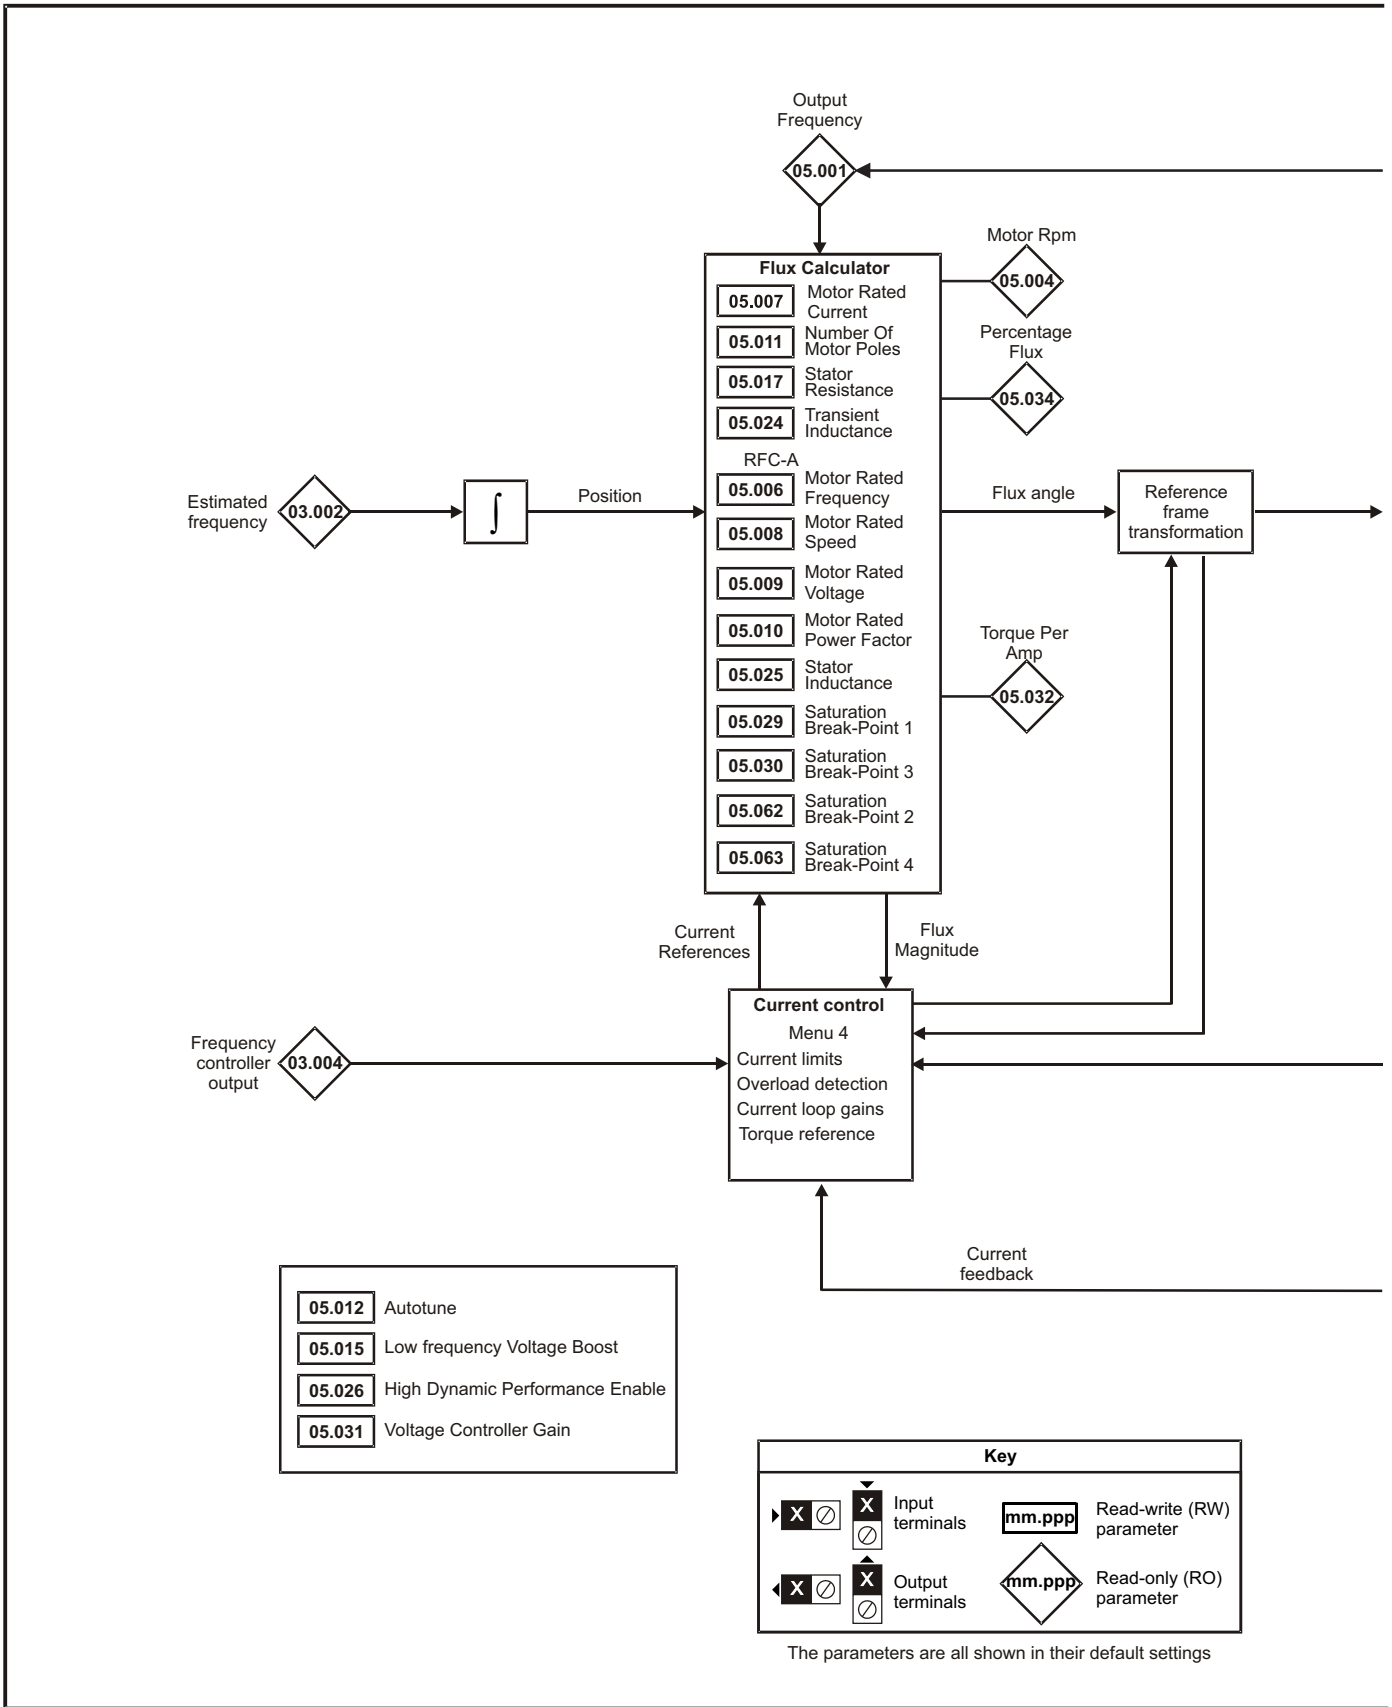 Output
Frequency
05.001
Motor Rpm
05.004
Flux Calculator
05.007
Motor Rated
Current
05.011
Number Of
Motor Poles
Percentage
Flux
05.034
05.017
Stator
Resistance
05.024
Transient
Inductance
RFC-A
05.006
Motor Rated
Frequency
05.008
Motor Rated
Speed
05.009
Motor Rated
Voltage
05.010
Motor Rated
Power Factor
05.025
Stator
Inductance
05.029
Saturation
Break-Point 1
05.030
Saturation
Break-Point 3
05.062
Saturation
Break-Point 2
05.063
Saturation
Break-Point 4
Estimated
frequency
03.002
∫
Position
Flux angle
Reference
frame
transformation
Torque Per
Amp
05.032
Current
References
Flux
Magnitude
Frequency
controller
output
03.004
Current control
Menu 4
Current limits
Overload detection
Current loop gains
Torque reference
Current
feedback
05.012 Autotune
05.015 Low frequency Voltage Boost
05.026 High Dynamic Performance Enable
05.031 Voltage Controller Gain
Key
X
X
Input
terminals
mm.ppp
Read-write (RW)
parameter
X
X
Output
terminals
mm.ppp
Read-only (RO)
parameter
The parameters are all shown in their default settings